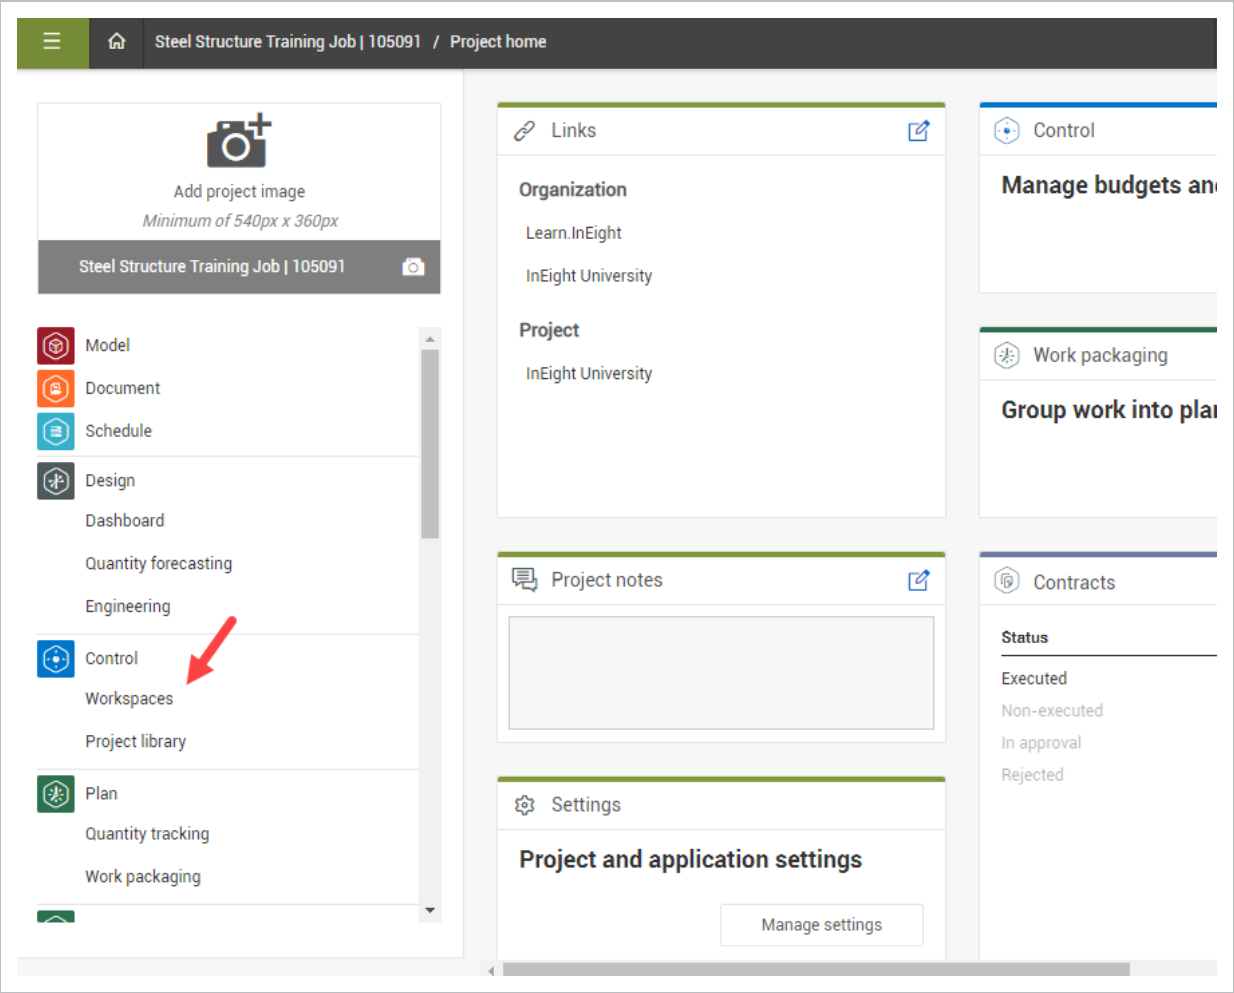 Steel Structure Training Job | 105091 / Project home
Add project image
Minimum of 540px x 360px
Steel Structure Training Job | 105091
Model
Document
Schedule
Design
Dashboard
Quantity forecasting
Engineering
Control
Workspaces
Project library
Plan
Quantity tracking
Work packaging
Links
Organization
Learn.InEight
InEight University
Project
InEight University
Project notes
Settings
Project and application settings
Manage settings
Control
Manage budgets an
Work packaging
Group work into pla
Contracts
Status
Executed
Non-executed
In approval
Rejected